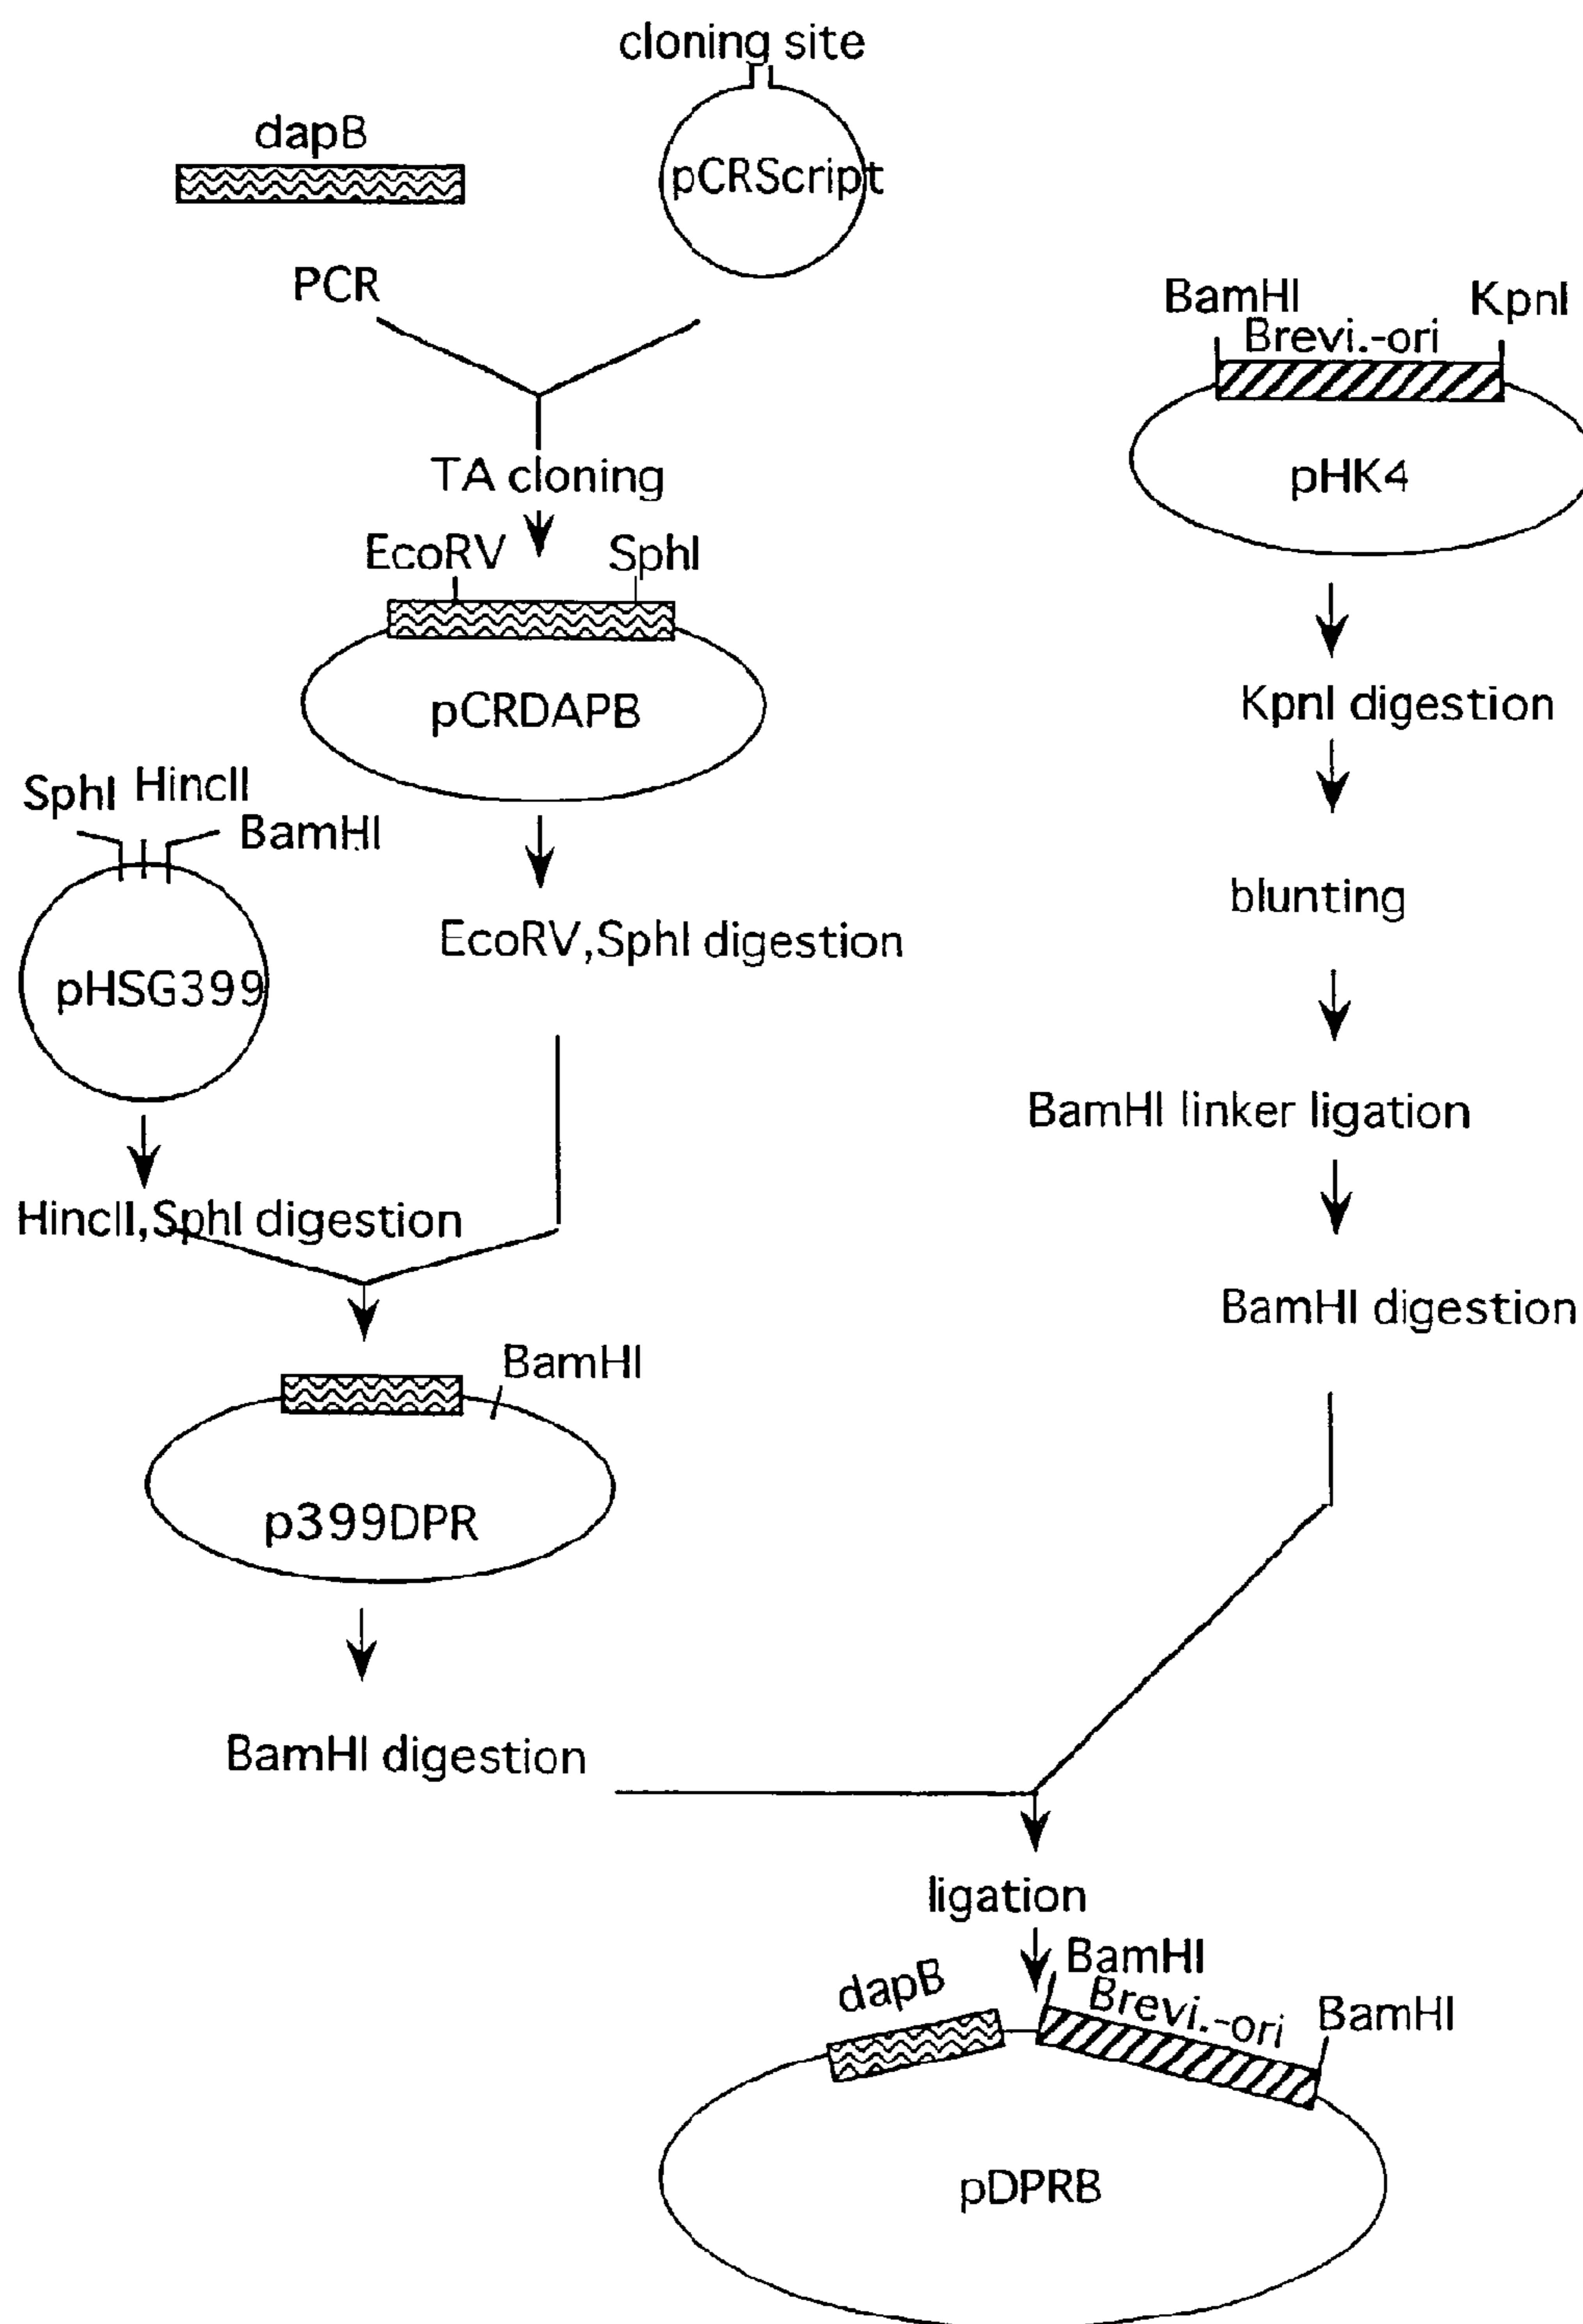 cloning site
dapB
pCRScript
PCR
BamHI
KpnI
Brevi.-ori
pHK4
TA cloning
EcoRV
SphI
pCRDAPB
KpnI digestion
SphI
HincII
BamHI
blunting
EcoRV,SphI digestion
pHSG399
BamHI linker ligation
HincII,SphI digestion
BamHI digestion
BamHI
p399DPR
BamHI digestion
ligation
BamHI
dapB
Brevi.-ori
BamHI
pDPRB